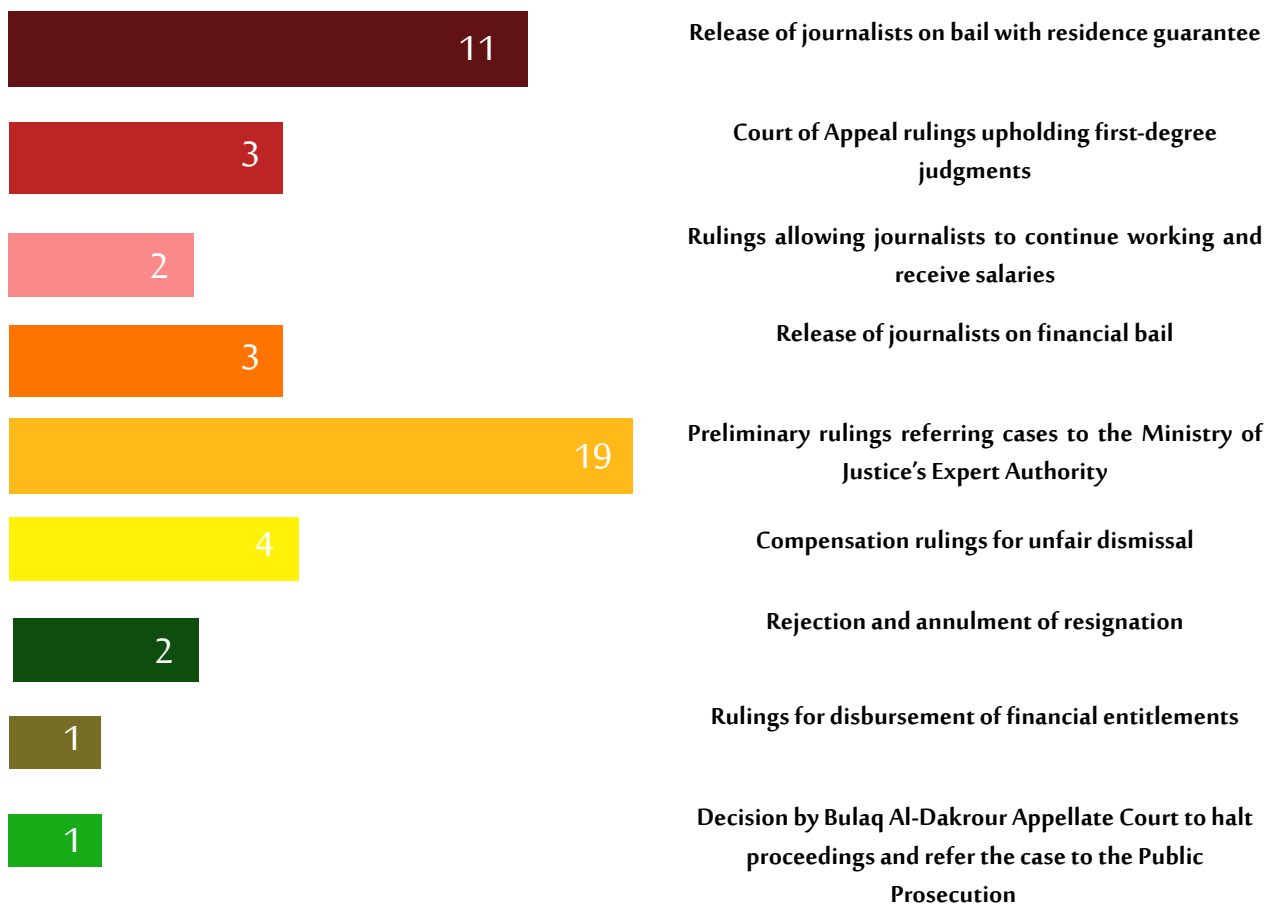 11
Release of journalists on bail with residence guarantee
3
Court of Appeal rulings upholding first-degree
judgments
2
Rulings allowing journalists to continue working and
receive salaries
3
Release of journalists on financial bail
19
Preliminary rulings referring cases to the Ministry of
Justice’s Expert Authority
4
Compensation rulings for unfair dismissal
2
Rejection and annulment of resignation
1
Rulings for disbursement of financial entitlements
1
Decision by Bulaq Al-Dakrour Appellate Court to halt
proceedings and refer the case to the Public
Prosecution